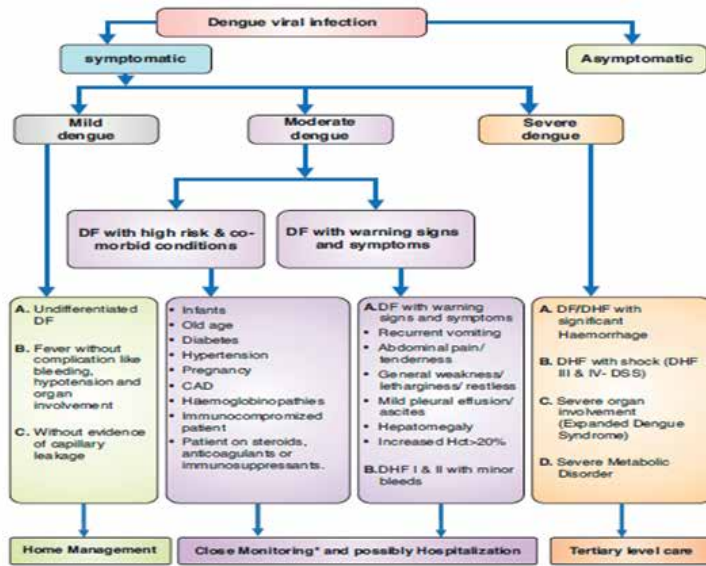 Dengue viral infection
symptomatic
Asymptomatic
Mild
dengue
Moderate
dengue
Severe
dengue
DF with high risk & co-
morbid conditions
DF with warning signs
and symptoms
A. Undifferentiated
DF
B. Fever without
complication like
bleeding,
hypotension and
organ
involvement
C. Without evidence
of capillary
leakage
• Infants
• Old age
• Diabetes
• Hypertension
• Pregnancy
• CAD
• Haemoglobinopathies
• Immunocompromized
patient
• Patient on steroids,
anticoagulants or
immunosuppressants.
A. DF with warning
signs and symptoms
• Recurrent vomiting
• Abdominal pain/
tenderness
• General weakness/
letharginess/ restless
• Mild pleural effusion/
ascites
• Hepatomegaly
• Increased Hct>20%
B. DHF I & II with minor
bleeds
A. DF/DHF with
significant
Haemorrhage
B. DHF with shock (DHF
III & IV- DSS)
C. Severe organ
involvement
(Expanded Dengue
Syndrome)
D. Severe Metabolic
Disorder
Home Management
Close Monitoring* and possibly Hospitalization
Tertiary level care